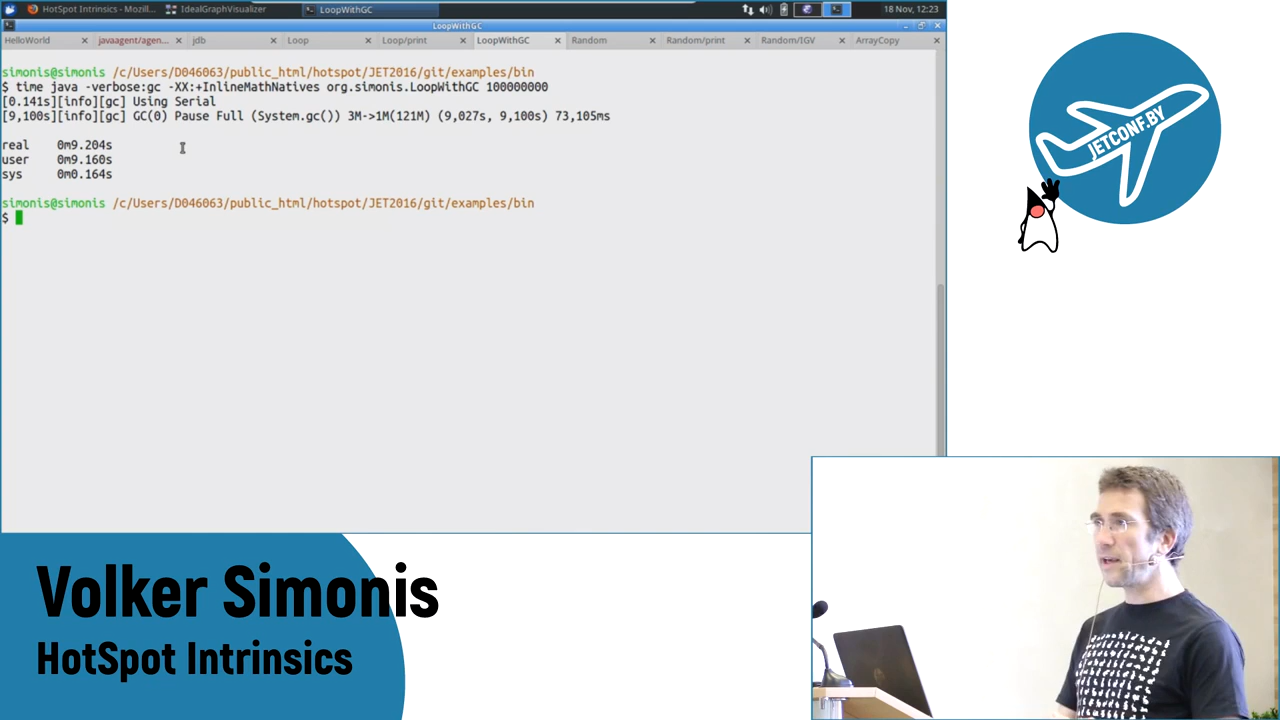 HotSpot Intrinsics - Mozil...
IdealGraphVisualizer
LoopWithGC
18 Nov, 12:23
LoopWithGC
HelloWorld
javaagent/agen...
jdb
Loop
Loop/print
LoopWithGC
Random
Random/print
Random/IGV
ArrayCopy
simonis@simonis /c/Users/D046063/public_html/hotspot/JET2016/git/examples/bin
$ time java -verbose:gc -XX:+InlineMathNatives org.simonis.LoopWithGC 100000000
[0.141s][info][gc] Using Serial
[9,100s][info][gc] GC(0) Pause Full (System.gc()) 3M->1M(121M) (9,027s, 9,100s) 73,105ms
real 0m9.204s
user 0m9.160s
sys 0m0.164s
simonis@simonis /c/Users/D046063/public_html/hotspot/JET2016/git/examples/bin
$
JETCONF.BY
Volker Simonis
HotSpot Intrinsics